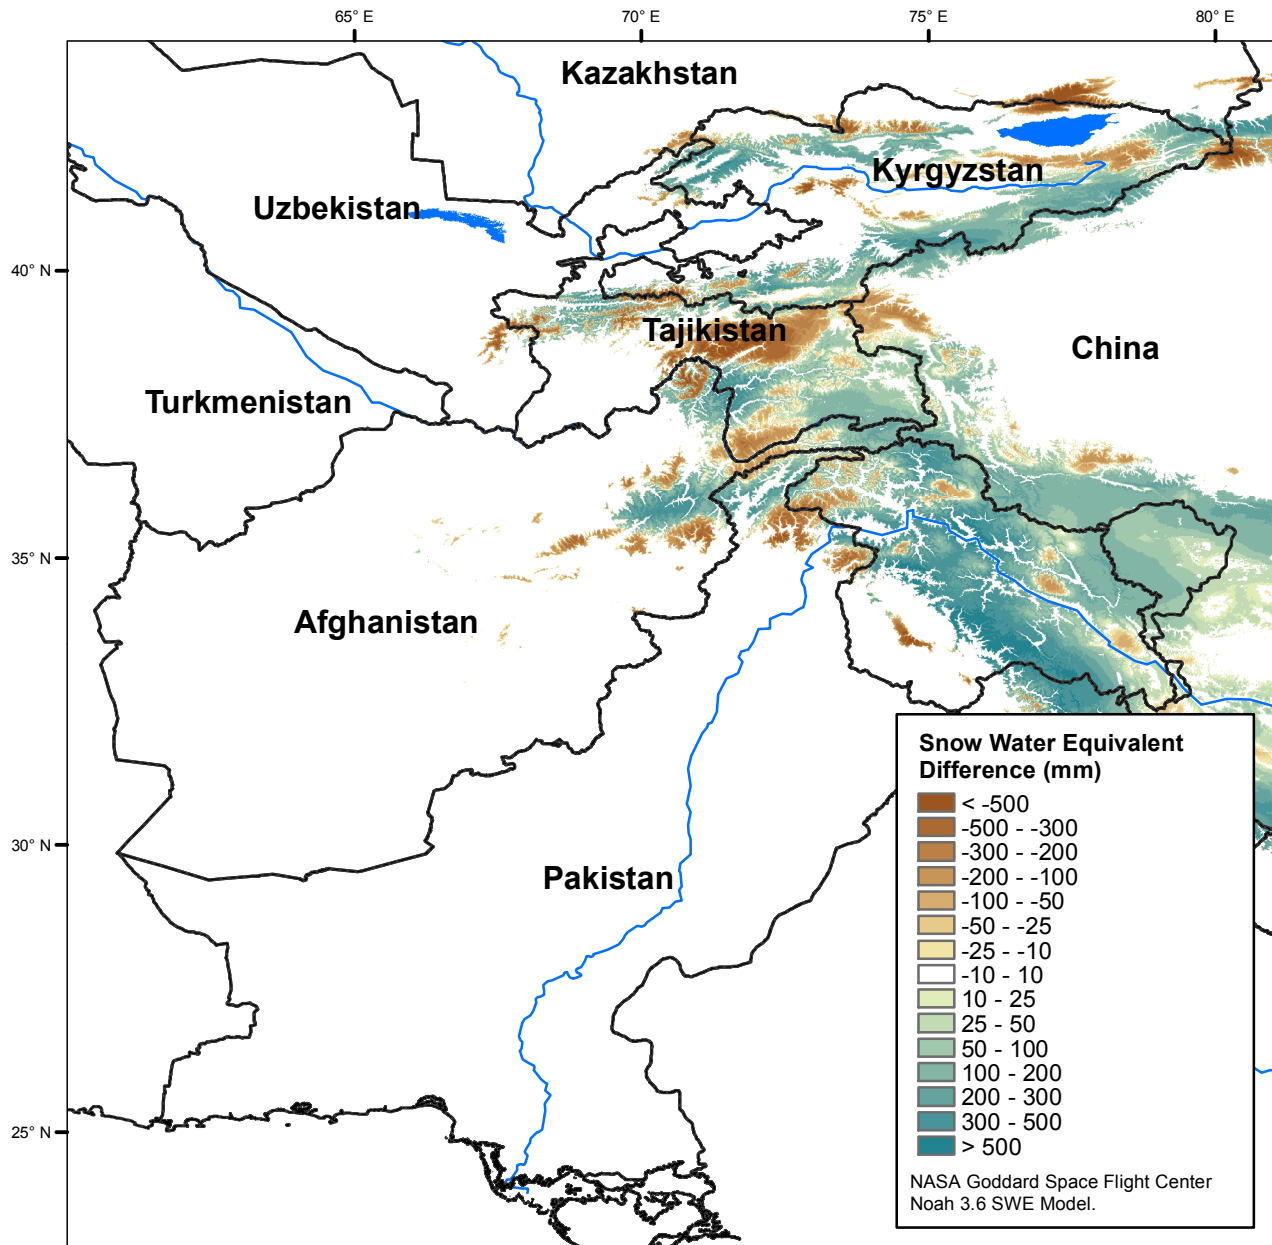 65° E 70° E 75° E 80° E
Kazakhstan
Kyrgyzstan
Uzbekistan
40° N
Tajikistan
China
Turkmenistan
35° N
Afghanistan
Snow Water Equivalent
Difference (mm)
< -500
-500 - -300
-300 - -200
-200 - -100
-100 - -50
-50 - -25
-25 - -10
-10 - 10
10 - 25
25 - 50
50 - 100
100 - 200
200 - 300
300 - 500
> 500
NASA Goddard Space Flight Center
Noah 3.6 SWE Model.
30° N
Pakistan
25° N